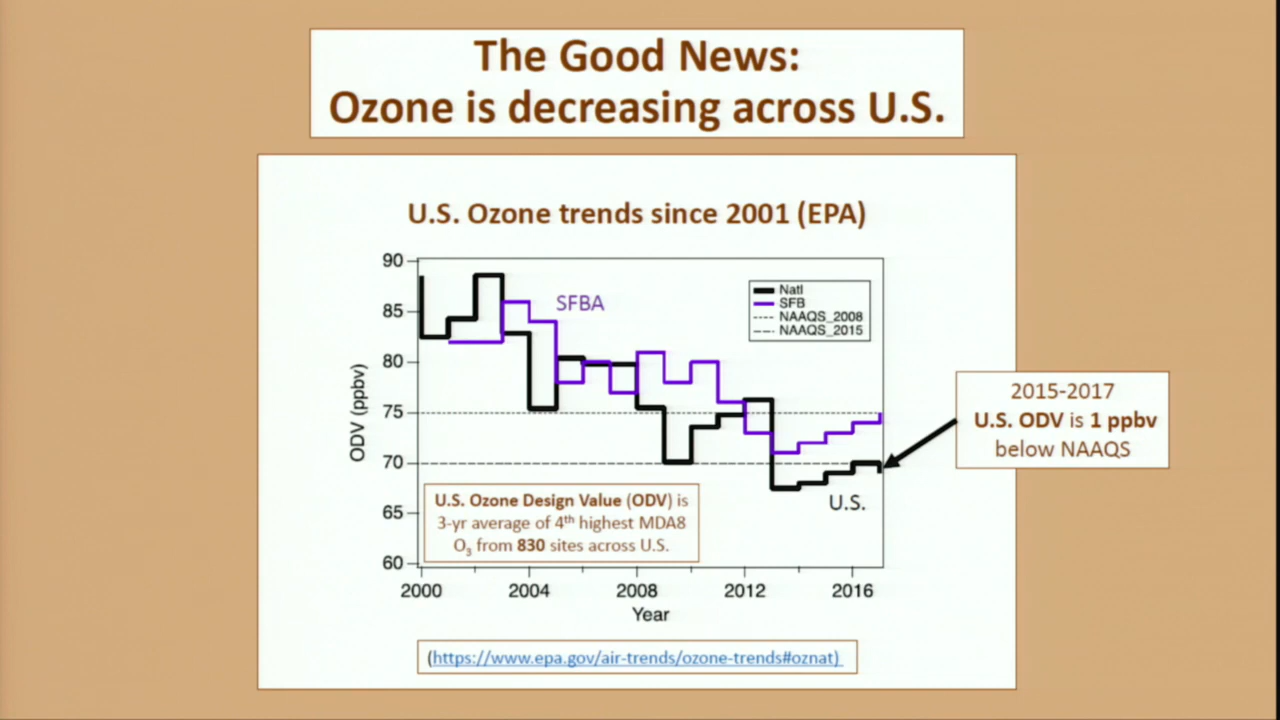 The Good News:
Ozone is decreasing across U.S.
U.S. Ozone trends since 2001 (EPA)
90
85
80
75
70
65
60
ODV (ppbv)
SFBA
Natl
SFB
NAAQS_2008
NAAQS_2015
2015-2017
U.S. ODV is 1 ppbv
below NAAQS
U.S.
U.S. Ozone Design Value (ODV) is
3-yr average of 4th highest MDA8
O3 from 830 sites across U.S.
2000
2004
2008
2012
2016
Year
(https://www.epa.gov/air-trends/ozone-trends#oznat)